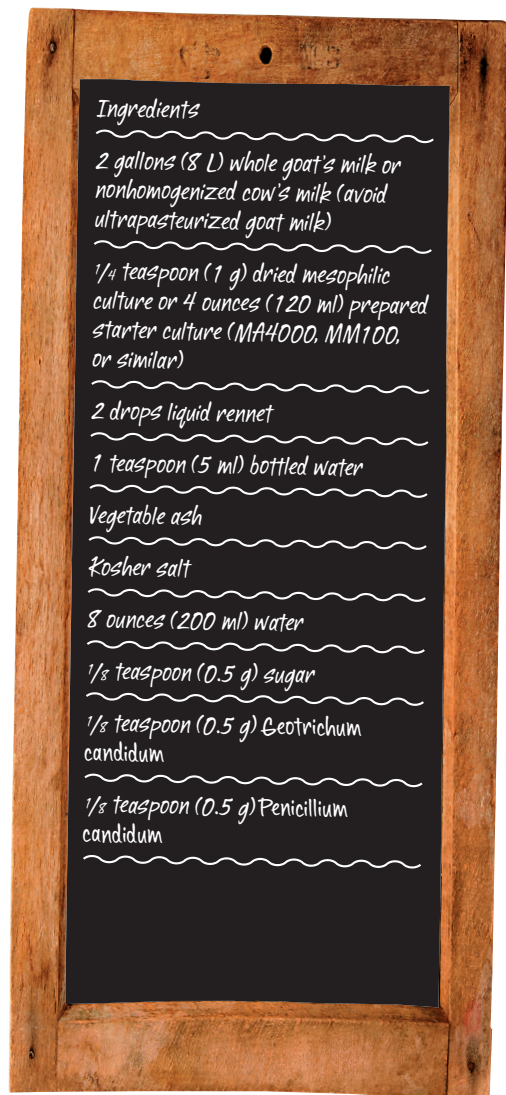 Ingredients
2 gallons (8 L) whole goat's milk or
nonhomogenized cow's milk (avoid
ultrapasteurized goat milk)
1/4 teaspoon (1 g) dried mesophilic
culture or 4 ounces (120 ml) prepared
starter culture (MA4000, MM100,
or similar)
2 drops liquid rennet
1 teaspoon (5 ml) bottled water
Vegetable ash
Kosher salt
8 ounces (200 ml) water
1/8 teaspoon (0.5 g) sugar
1/8 teaspoon (0.5 g) Geotrichum
candidum
1/8 teaspoon (0.5 g) Penicillium
candidum